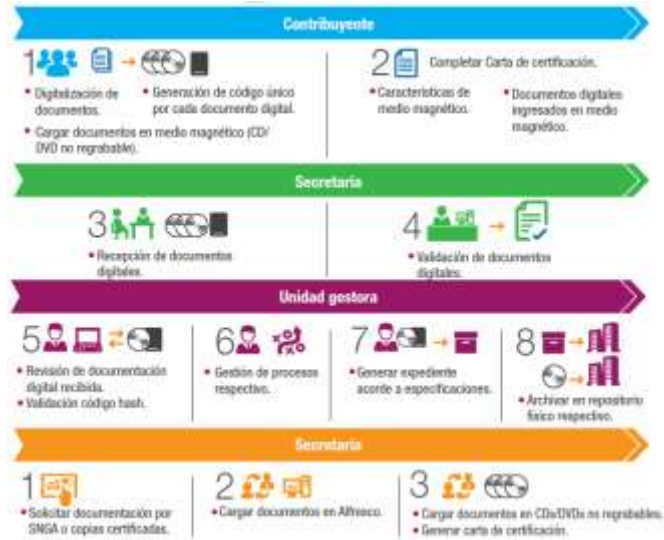 Contribuyente
1
• Digitalización de
documentos.
• Generación de código único
por cada documento digital.
• Cargar documentos en medio magnético (CD/
DVD no regrabable).
2 Completar Carta de certificación.
• Características de
medio magnético.
• Documentos digitales
ingresados en medio
magnético.
Secretaría
3
• Recepción de documentos
digitales.
4
• Validación de documentos
digitales.
Unidad gestora
5
• Revisión de documentación
digital recibida.
• Validación código hash.
6
• Gestión de procesos
respectivo.
7
• Generar expediente
acorde a especificaciones.
8
• Archivar en repositorio
físico respectivo.
Secretaría
1
• Solicitar documentación por
SNGA o copias certificadas.
2
• Cargar documentos en Alfresco.
3
• Cargar documentos en CDs/DVDs no regrabables.
• Generar carta de certificación.